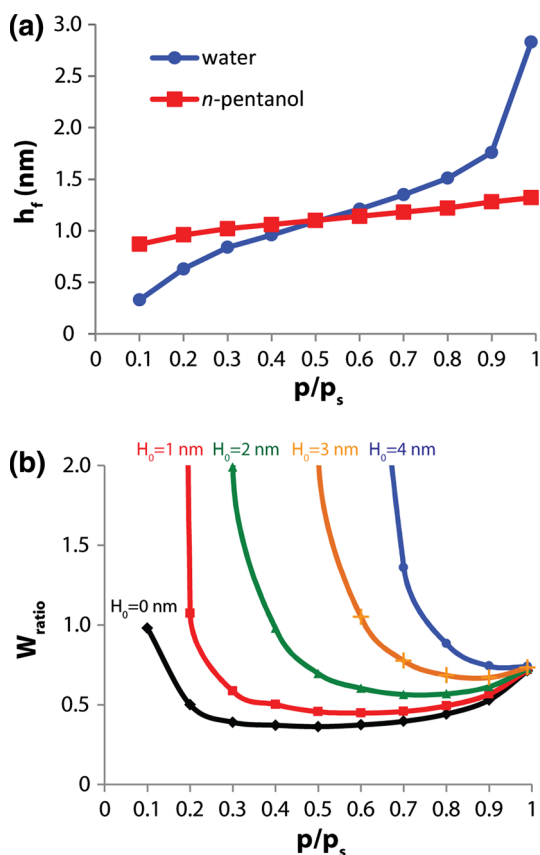 (a)
3.0
2.5
2.0
1.5
1.0
0.5
0
h_f (nm)
water
n-pentanol
0 0.1 0.2 0.3 0.4 0.5 0.6 0.7 0.8 0.9 1
p/p_s
(b)
H_0=1 nm H_0=2 nm H_0=3 nm H_0=4 nm
2.0
1.5
1.0
0.5
0
H_0=0 nm
W_ratio
0 0.1 0.2 0.3 0.4 0.5 0.6 0.7 0.8 0.9 1
p/p_s